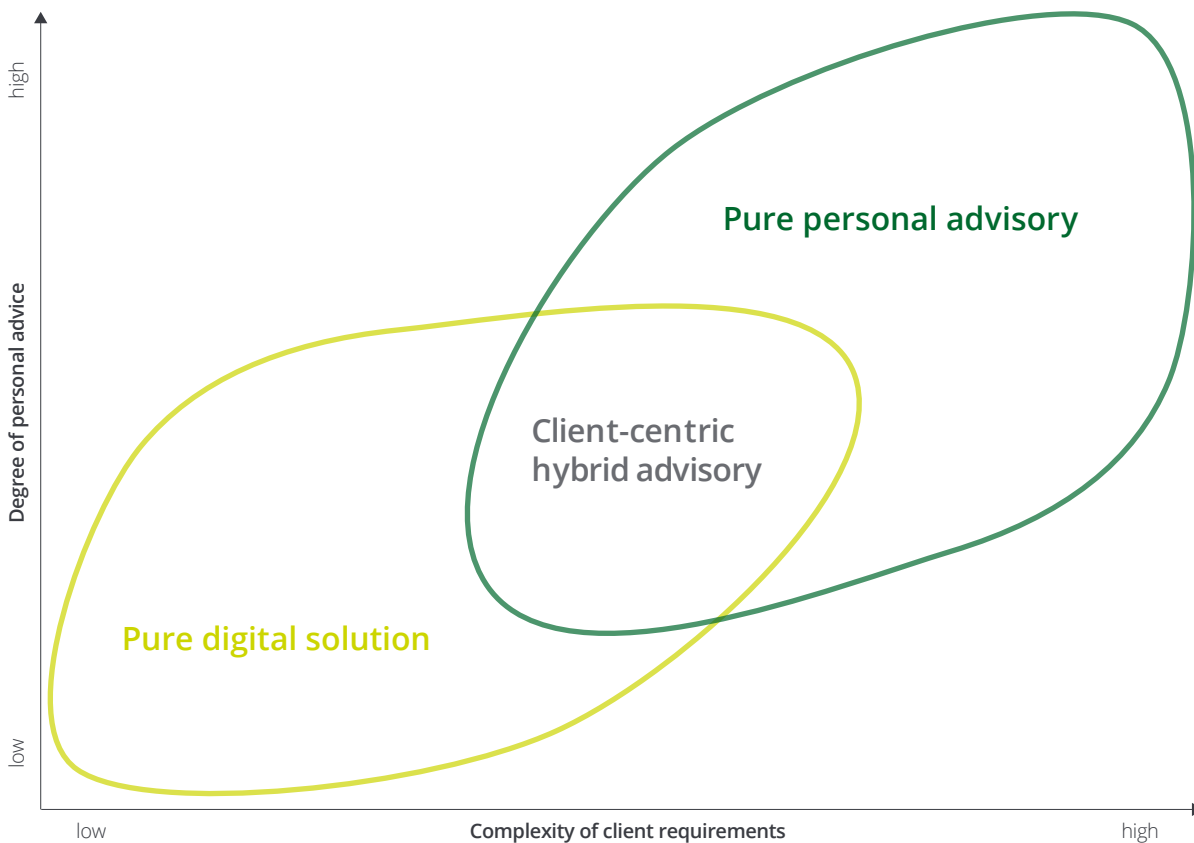 high
Pure personal advisory
Degree of personal advice
Client-centric
hybrid advisory
Pure digital solution
low
low
Complexity of client requirements
high